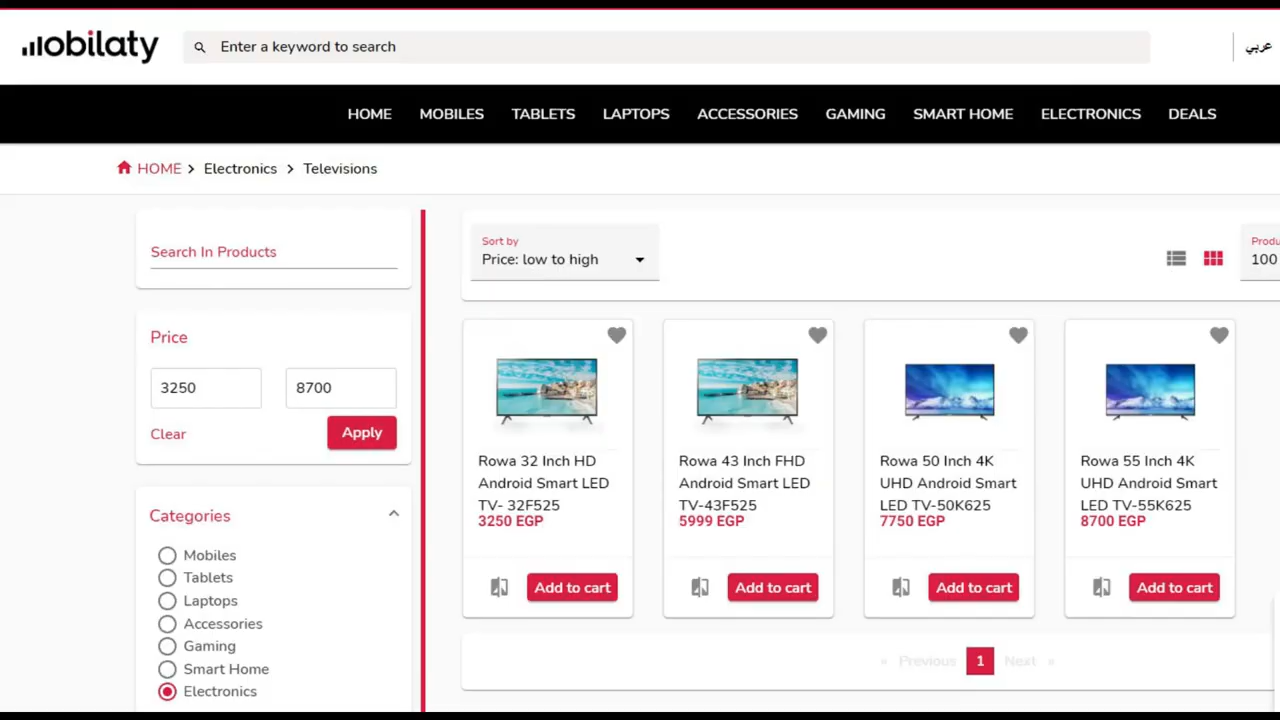 mobilaty
Enter a keyword to search
عربي
HOME MOBILES TABLETS LAPTOPS ACCESSORIES GAMING SMART HOME ELECTRONICS DEALS
HOME > Electronics > Televisions
Search In Products
Price
3250 8700
Clear Apply
Categories
Mobiles
Tablets
Laptops
Accessories
Gaming
Smart Home
Electronics
Sort by
Price: low to high
100
Rowa 32 Inch HD
Android Smart LED
TV- 32F525
3250 EGP
Add to cart
Rowa 43 Inch FHD
Android Smart LED
TV-43F525
5999 EGP
Add to cart
Rowa 50 Inch 4K
UHD Android Smart
LED TV-50K625
7750 EGP
Add to cart
Rowa 55 Inch 4K
UHD Android Smart
LED TV-55K625
8700 EGP
Add to cart
« Previous 1 Next »